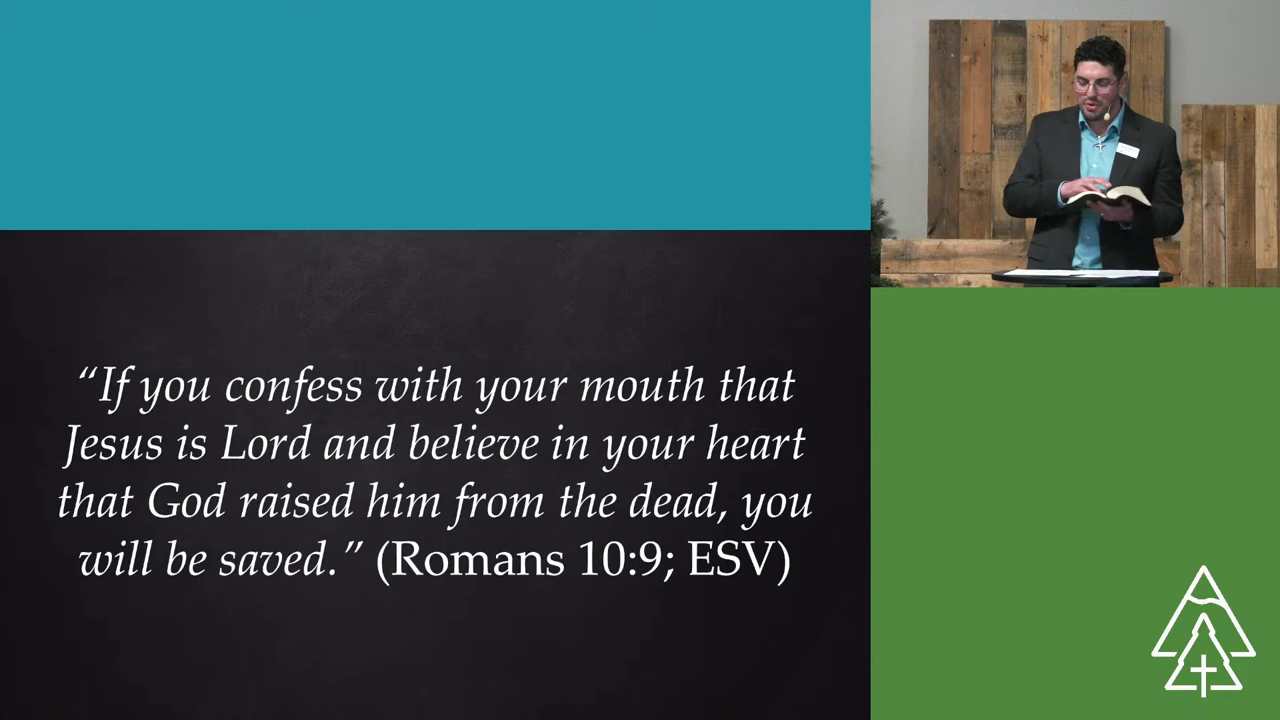 “If you confess with your mouth that
Jesus is Lord and believe in your heart
that God raised him from the dead, you
will be saved.” (Romans 10:9; ESV)